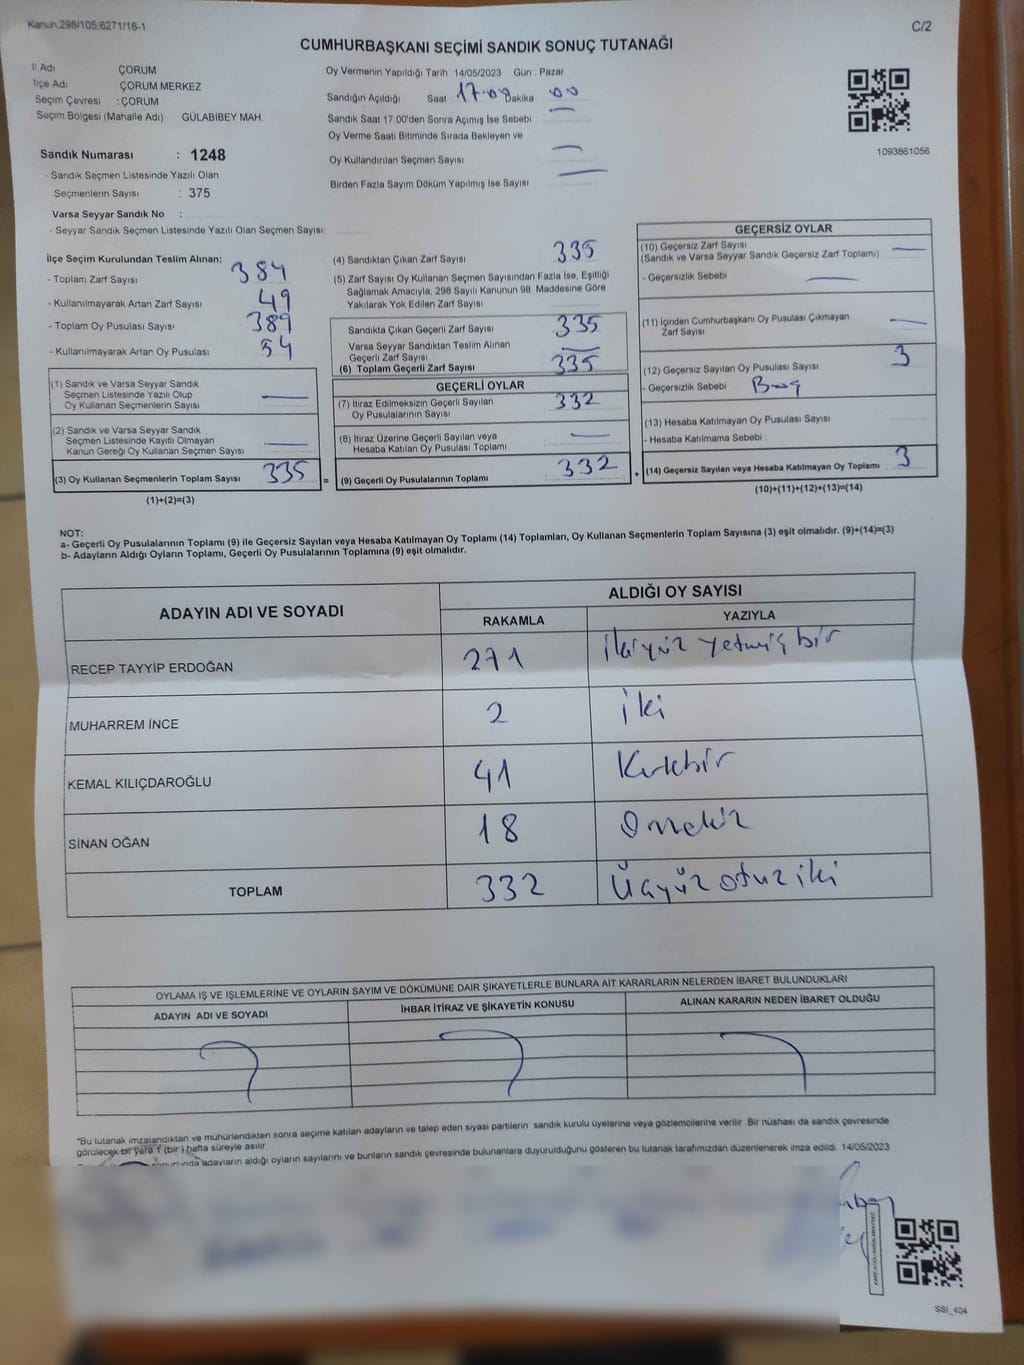 Kanun.298/105;6271/18-1
C/2
CUMHURBAŞKANI SEÇİMİ SANDIK SONUÇ TUTANAĞI
İl Adı ÇORUM
İlçe Adı ÇORUM MERKEZ
Seçim Çevresi : ÇORUM
Seçim Bölgesi (Mahalle Adı) GÜLABİBEY MAH.
Sandık Numarası : 1248
- Sandık Seçmen Listesinde Yazılı Olan
Seçmenlerin Sayısı : 375
Varsa Seyyar Sandık No :
- Seyyar Sandık Seçmen Listesinde Yazılı Olan Seçmen Sayısı:
Oy Vermenin Yapıldığı Tarih 14/05/2023 Gün : Pazar
Sandığın Açıldığı Saat 17:00 Dakika 00
Sandık Saat 17.00'den Sonra Açımış İse Sebebi
Oy Verme Saati Bitiminde Sırada Bekleyen ve
Oy Kullandırılan Seçmen Sayısı
Birden Fazla Sayım Döküm Yapılmış İse Sayısı
1093861056
İlçe Seçim Kurulundan Teslim Alınan:
- Toplam Zarf Sayısı 384
- Kullanılmayarak Artan Zarf Sayısı 49
- Toplam Oy Pusulası Sayısı 389
- Kullanılmayarak Artan Oy Pusulası 54
(1) Sandık ve Varsa Seyyar Sandık
Seçmen Listesinde Yazılı Olup
Oy Kullanan Seçmenlerin Sayısı
(2) Sandık ve Varsa Seyyar Sandık
Seçmen Listesinde Kayıtlı Olmayan
Kanun Gereği Oy Kullanan Seçmen Sayısı
(3) Oy Kullanan Seçmenlerin Toplam Sayısı 335 =
(1)+(2)=(3)
(4) Sandıktan Çıkan Zarf Sayısı 335
(5) Zarf Sayısı Oy Kullanan Seçmen Sayısından Fazla İse, Eşitliği
Sağlamak Amacıyla; 298 Sayılı Kanunun 98. Maddesine Göre
Yakılarak Yok Edilen Zarf Sayısı
Sandıkta Çıkan Geçerli Zarf Sayısı 335
Varsa Seyyar Sandıktan Teslim Alınan
Geçerli Zarf Sayısı
(6) Toplam Geçerli Zarf Sayısı 335
GEÇERLİ OYLAR
(7) İtiraz Edilmeksizin Geçerli Sayılan
Oy Pusulalarının Sayısı 332
(8) İtiraz Üzerine Geçerli Sayılan veya
Hesaba Katılan Oy Pusulası Toplamı
(9) Geçerli Oy Pusulalarının Toplamı 332 +
GEÇERSİZ OYLAR
(10) Geçersiz Zarf Sayısı
(Sandık ve Varsa Seyyar Sandık Geçersiz Zarf Toplamı)
- Geçersizlik Sebebi
(11) İçinden Cumhurbaşkanı Oy Pusulası Çıkmayan
Zarf Sayısı
(12) Geçersiz Sayılan Oy Pusulası Sayısı 3
- Geçersizlik Sebebi Boş
(13) Hesaba Katılmayan Oy Pusulası Sayısı
- Hesaba Katılmama Sebebi :
(14) Geçersiz Sayılan veya Hesaba Katılmayan Oy Toplamı 3
(10)+(11)+(12)+(13)=(14)
NOT:
a- Geçerli Oy Pusulalarının Toplamı (9) ile Geçersiz Sayılan veya Hesaba Katılmayan Oy Toplamı (14) Toplamları, Oy Kullanan Seçmenlerin Toplam Sayısına (3) eşit olmalıdır. (9)+(14)=(3)
b- Adayların Aldığı Oyların Toplamı, Geçerli Oy Pusulalarının Toplamına (9) eşit olmalıdır.
ADAYIN ADI VE SOYADI
ALDIĞI OY SAYISI
RAKAMLA YAZIYLA
RECEP TAYYİP ERDOĞAN 271 ikiyüz yetmiş bir
MUHARREM İNCE 2 iki
KEMAL KILIÇDAROĞLU 41 Kırkbir
SİNAN OĞAN 18 Onsekiz
TOPLAM 332 Üçyüz otuz iki
OYLAMA İŞ VE İŞLEMLERİNE VE OYLARIN SAYIM VE DÖKÜMÜNE DAİR ŞİKAYETLERLE BUNLARA AİT KARARLARIN NELERDEN İBARET BULUNDUKLARI
ADAYIN ADI VE SOYADI İHBAR İTİRAZ VE ŞİKAYETİN KONUSU ALINAN KARARIN NEDEN İBARET OLDUĞU
"Bu tutanak imzalandıktan ve mühürlendikten sonra seçime katılan adayların ve talep eden siyasi partilerin sandık kurulu üyelerine veya gözlemcilerine verilir. Bir nüshası da sandık çevresinde
görülecek bir yere 1 (bir) hafta süreyle asılır
adayların aldığı oyların sayılarını ve bunların sandık çevresinde bulunanlara duyurulduğunu gösteren bu tutanak tarafımızdan düzenlenerek imza edildi. 14/05/2023
SSI_404